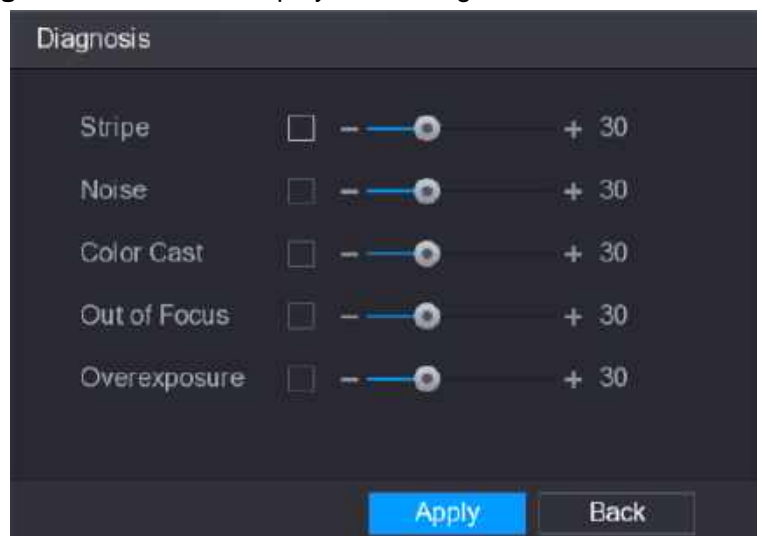 Diagnosis
Stripe - + 30
Noise - + 30
Color Cast - + 30
Out of Focus - + 30
Overexposure - + 30
Apply Back